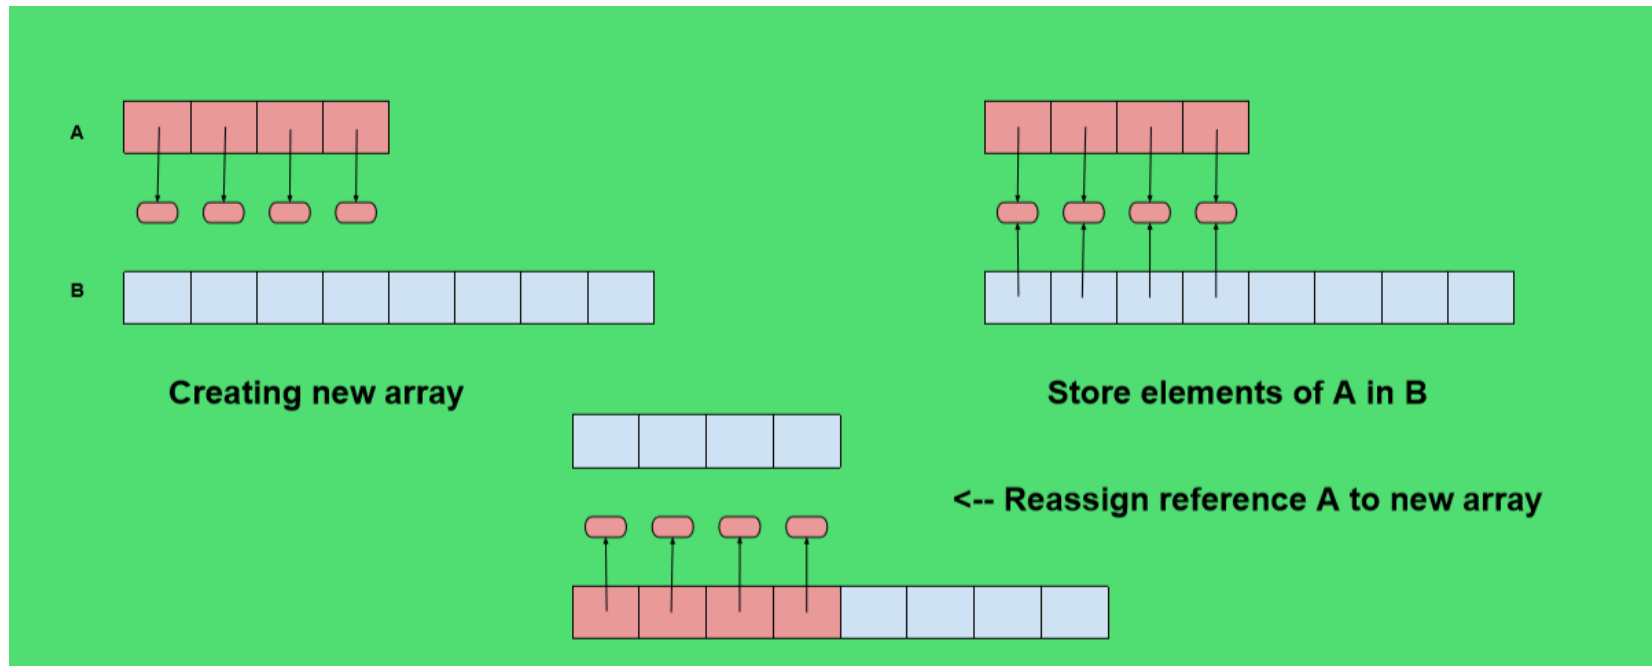 A
B
Creating new array
Store elements of A in B
<-- Reassign reference A to new array